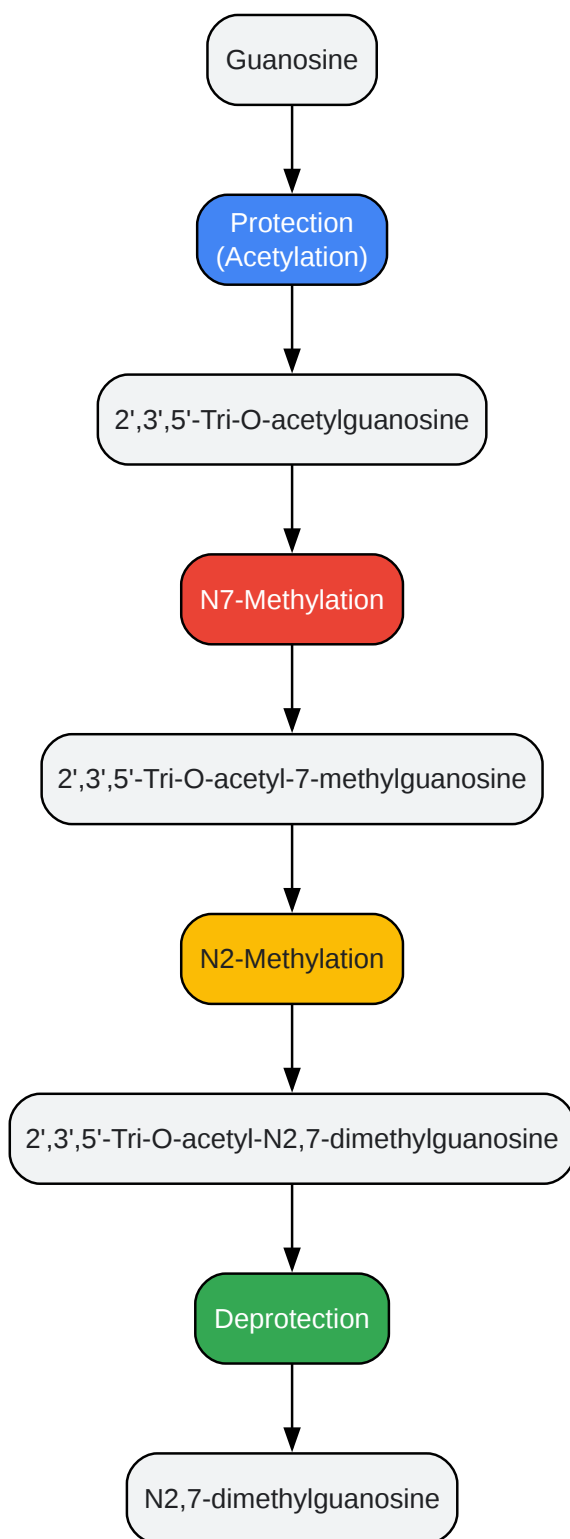 Guanosine
Protection
(Acetylation)
2',3',5'-Tri-O-acetylguanosine
N7-Methylation
2',3',5'-Tri-O-acetyl-7-methylguanosine
N2-Methylation
2',3',5'-Tri-O-acetyl-N2,7-dimethylguanosine
Deprotection
N2,7-dimethylguanosine